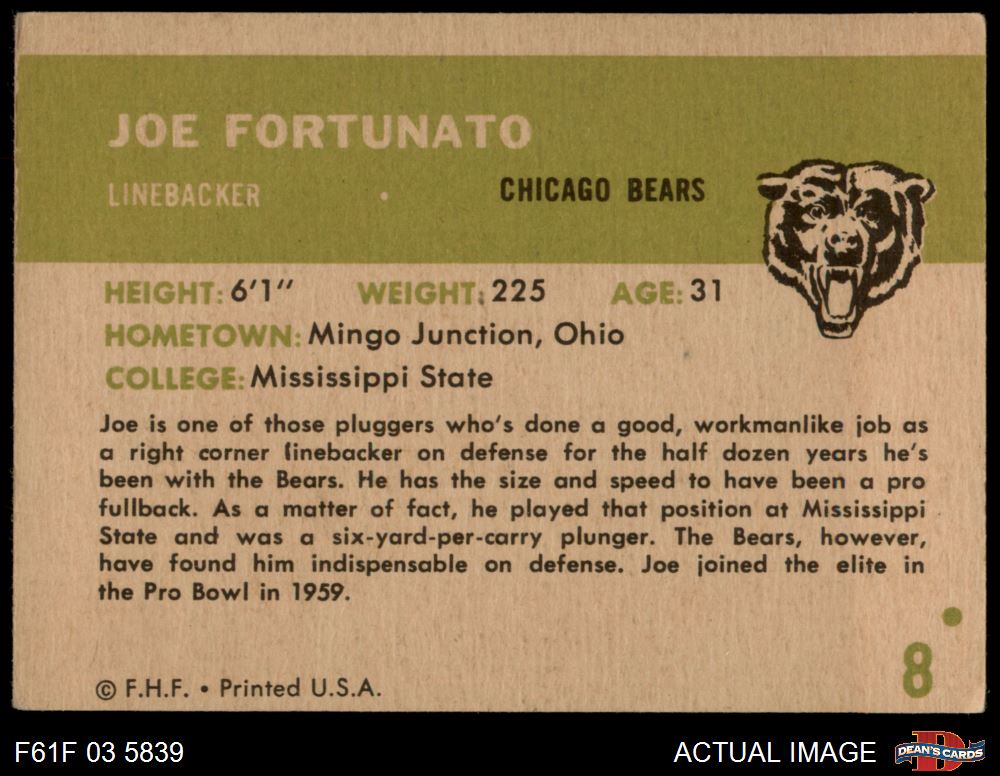 JOE FORTUNATO
LINEBACKER • CHICAGO BEARS
HEIGHT: 6'1" WEIGHT: 225 AGE: 31
HOMETOWN: Mingo Junction, Ohio
COLLEGE: Mississippi State
Joe is one of those pluggers who's done a good, workmanlike job as
a right corner linebacker on defense for the half dozen years he's
been with the Bears. He has the size and speed to have been a pro
fullback. As a matter of fact, he played that position at Mississippi
State and was a six-yard-per-carry plunger. The Bears, however,
have found him indispensable on defense. Joe joined the elite in
the Pro Bowl in 1959.
8
© F.H.F. • Printed U.S.A.
F61F 03 5839
ACTUAL IMAGE
D
DEAN'S CARDS